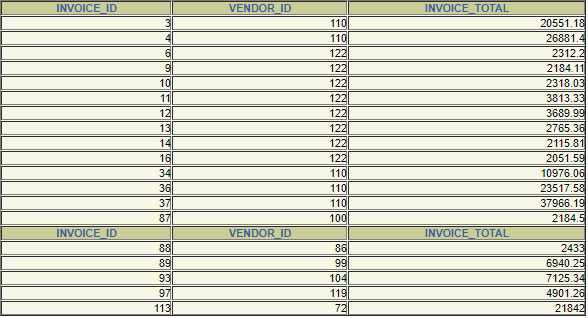 INVOICE_ID VENDOR_ID INVOICE_TOTAL
3 110 20551.18
4 110 26881.4
6 122 2312.2
9 122 2184.11
10 122 2318.03
11 122 3813.33
12 122 3689.99
13 122 2765.36
14 122 2115.81
16 122 2051.59
34 110 10976.06
36 110 23517.58
37 110 37966.19
87 100 2184.5
INVOICE_ID VENDOR_ID INVOICE_TOTAL
88 86 2433
89 99 6940.25
93 104 7125.34
97 119 4901.26
113 72 21842